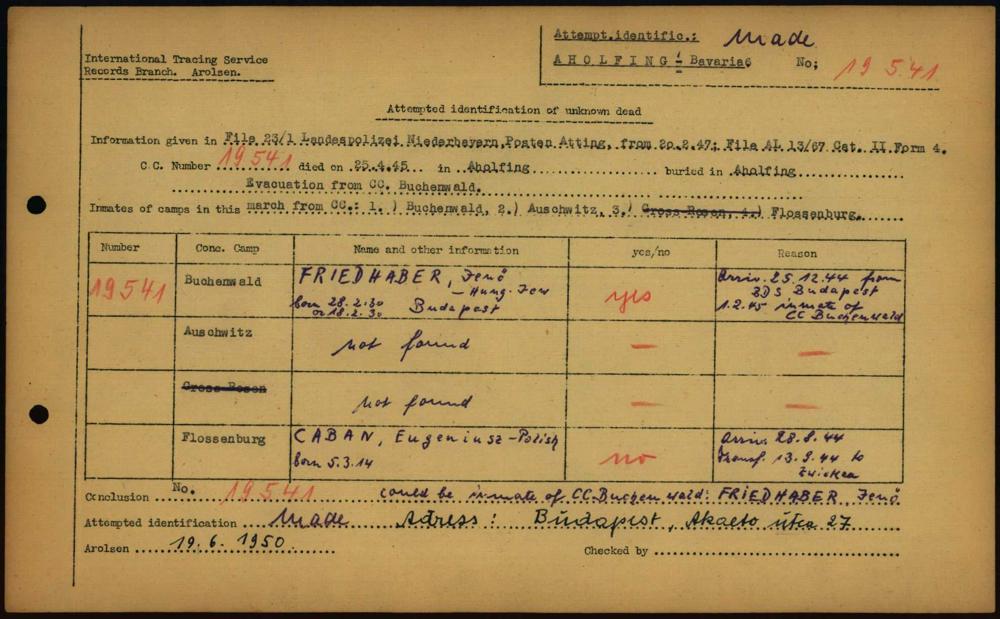 Attempt.identific.: Made
International Tracing Service
Records Branch. Arolsen.
AHOLFING - Bavaria No; 19541
Attempted identification of unknown dead
Information given in File 23/1 Landespolizei Niederbayern,Posten Atting, from 20.2.47; File AL 13/67 Cat. II Form 4.
C.C. Number 19541 died on 25.4.45 in Aholfing buried in Aholfing
Evacuation from CC. Buchenwald.
Inmates of camps in this march from CC.: 1.) Buchenwald, 2.) Auschwitz, 3.) Gross-Rosen, 4.) Flossenburg.
Number Conc. Camp Name and other information yes/no Reason
19541 Buchenwald FRIEDHABER, Jenö yes Arriv. 25.12.44 from
- Hung. Jew BDS Budapest
born 28.2.30 Budapest 1.2.45 inmate of
or 18.2.30 CC Buchenwald
Auschwitz not found — —
Gross-Rosen not found — —
Flossenburg CABAN, Eugeniusz - Polish no Arriv. 28.8.44
born 5.3.14 Transf. 13.9.44 to
Zwickau
Conclusion No. 19541 could be inmate of CC.Buchenwald: FRIEDHABER, Jenö
Attempted identification Made Adress: Budapest, utca 27
Arolsen 19.6.1950 Checked by